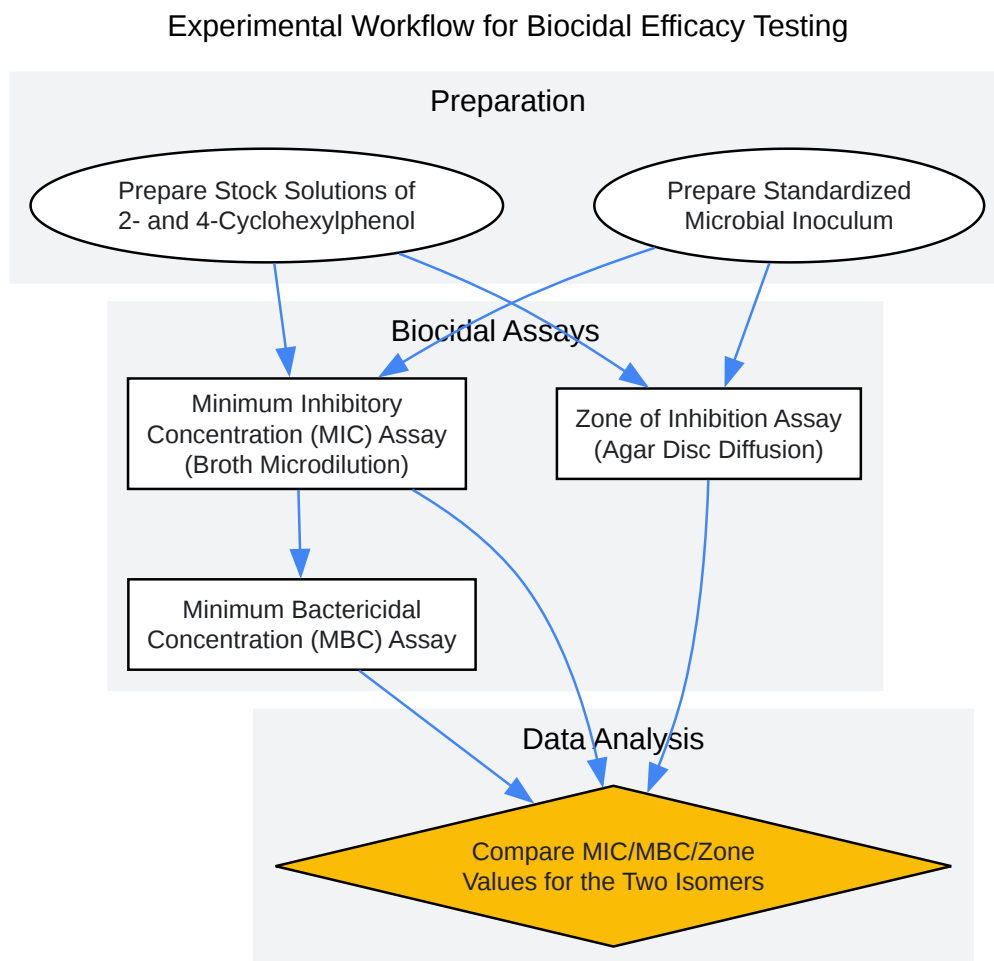 Experimental Workflow for Biocidal Efficacy Testing
Preparation
Prepare Stock Solutions of
2- and 4-Cyclohexylphenol
Prepare Standardized
Microbial Inoculum
Biocidal Assays
Minimum Inhibitory
Concentration (MIC) Assay
(Broth Microdilution)
Zone of Inhibition Assay
(Agar Disc Diffusion)
Minimum Bactericidal
Concentration (MBC) Assay
Data Analysis
Compare MIC/MBC/Zone
Values for the Two Isomers